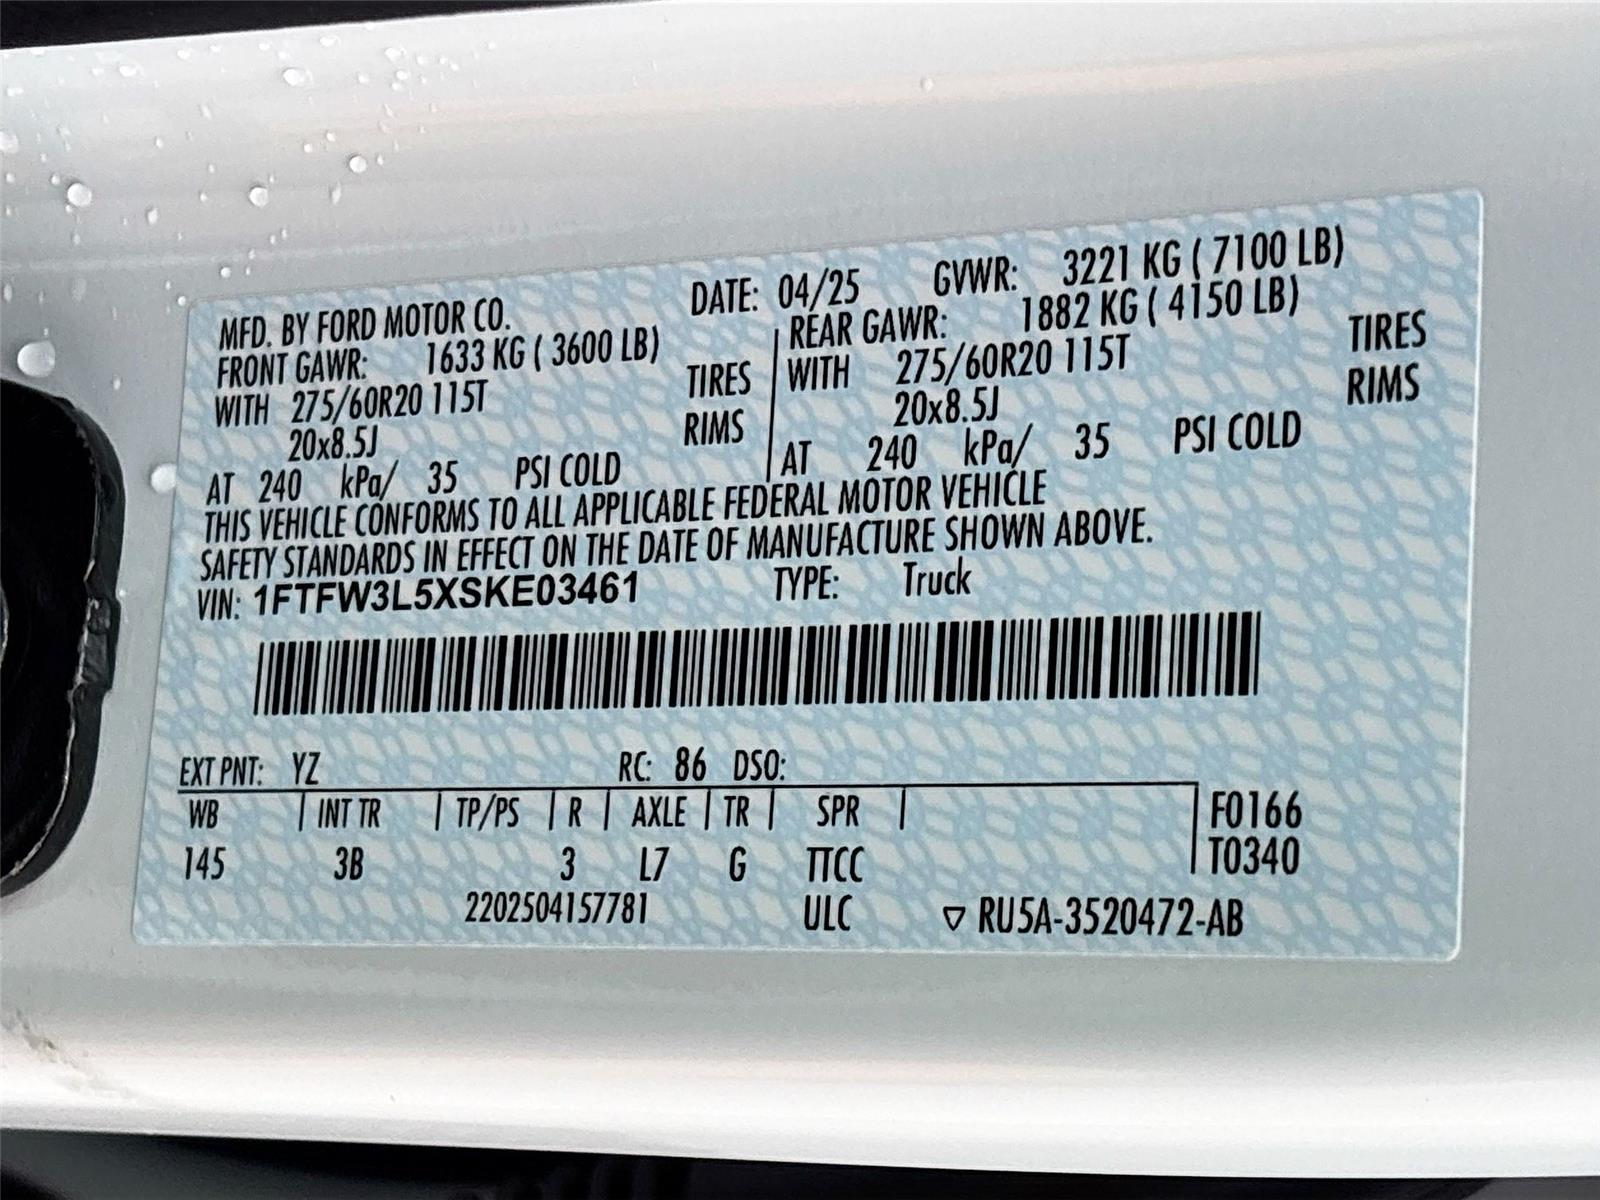 MFD. BY FORD MOTOR CO. DATE: 04/25 GVWR: 3221 KG ( 7100 LB)
FRONT GAWR: 1633 KG ( 3600 LB) REAR GAWR: 1882 KG ( 4150 LB)
WITH 275/60R20 115T TIRES WITH 275/60R20 115T TIRES
20x8.5J RIMS 20x8.5J RIMS
AT 240 kPa/ 35 PSI COLD AT 240 kPa/ 35 PSI COLD
THIS VEHICLE CONFORMS TO ALL APPLICABLE FEDERAL MOTOR VEHICLE
SAFETY STANDARDS IN EFFECT ON THE DATE OF MANUFACTURE SHOWN ABOVE.
VIN: 1FTFW3L5XSKE03461 TYPE: Truck
EXT PNT: YZ RC: 86 DSO:
WB INT TR TP/PS R AXLE TR SPR F0166
145 3B 3 L7 G TTCC T0340
2202504157781 ULC ▽ RU5A-3520472-AB